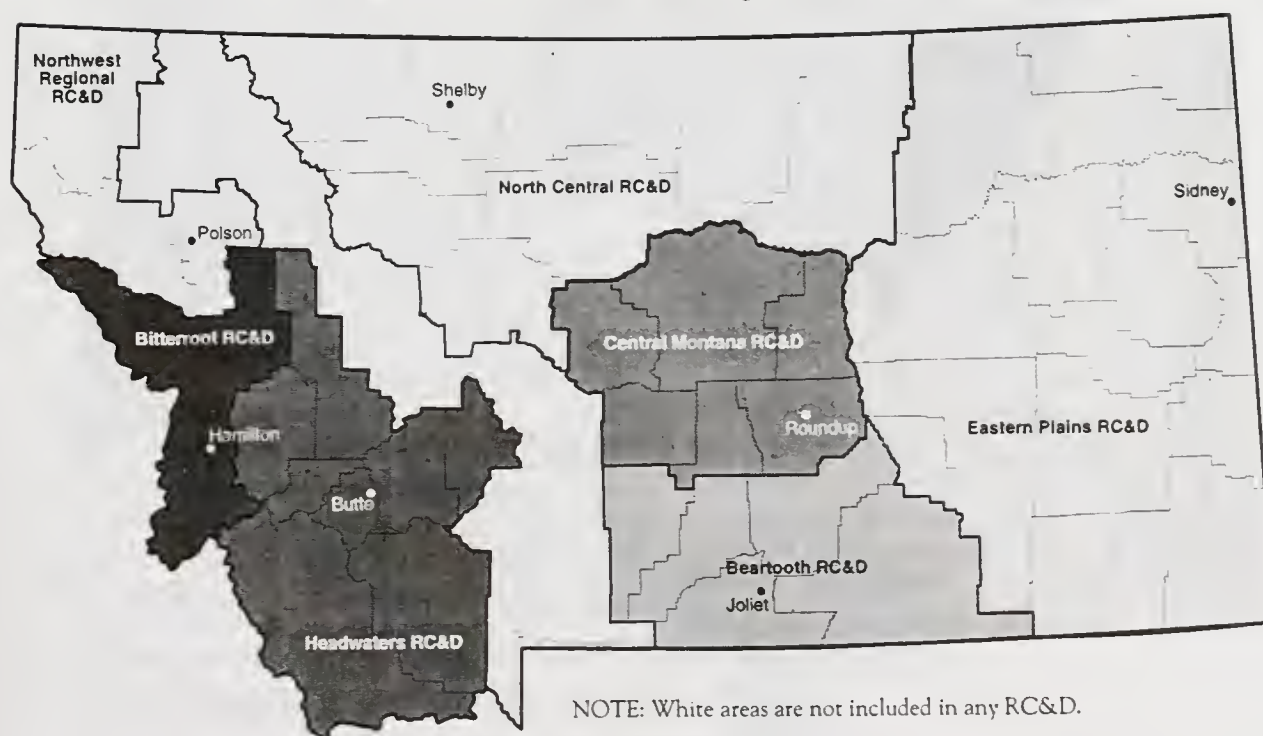 Northwest
Regional
RC&D
Shelby
North Central RC&D
Sidney
Polson
Bitterroot RC&D
Central Montana RC&D
Hamilton
Roundup
Eastern Plains RC&D
Butte
Beartooth RC&D
Joliet
Headwaters RC&D
NOTE: White areas are not included in any RC&D.